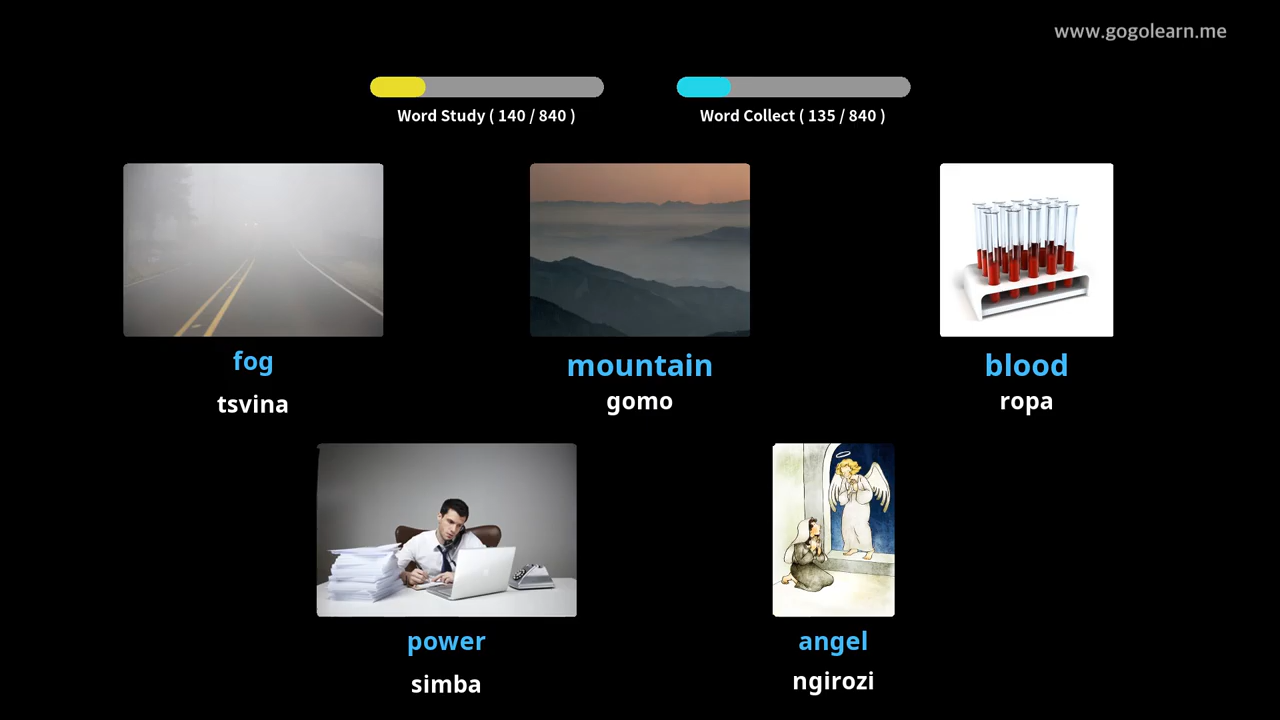 www.gogolearn.me
Word Study ( 140 / 840 )
Word Collect ( 135 / 840 )
fog
mountain
blood
tsvina
gomo
ropa
power
angel
simba
ngirozi